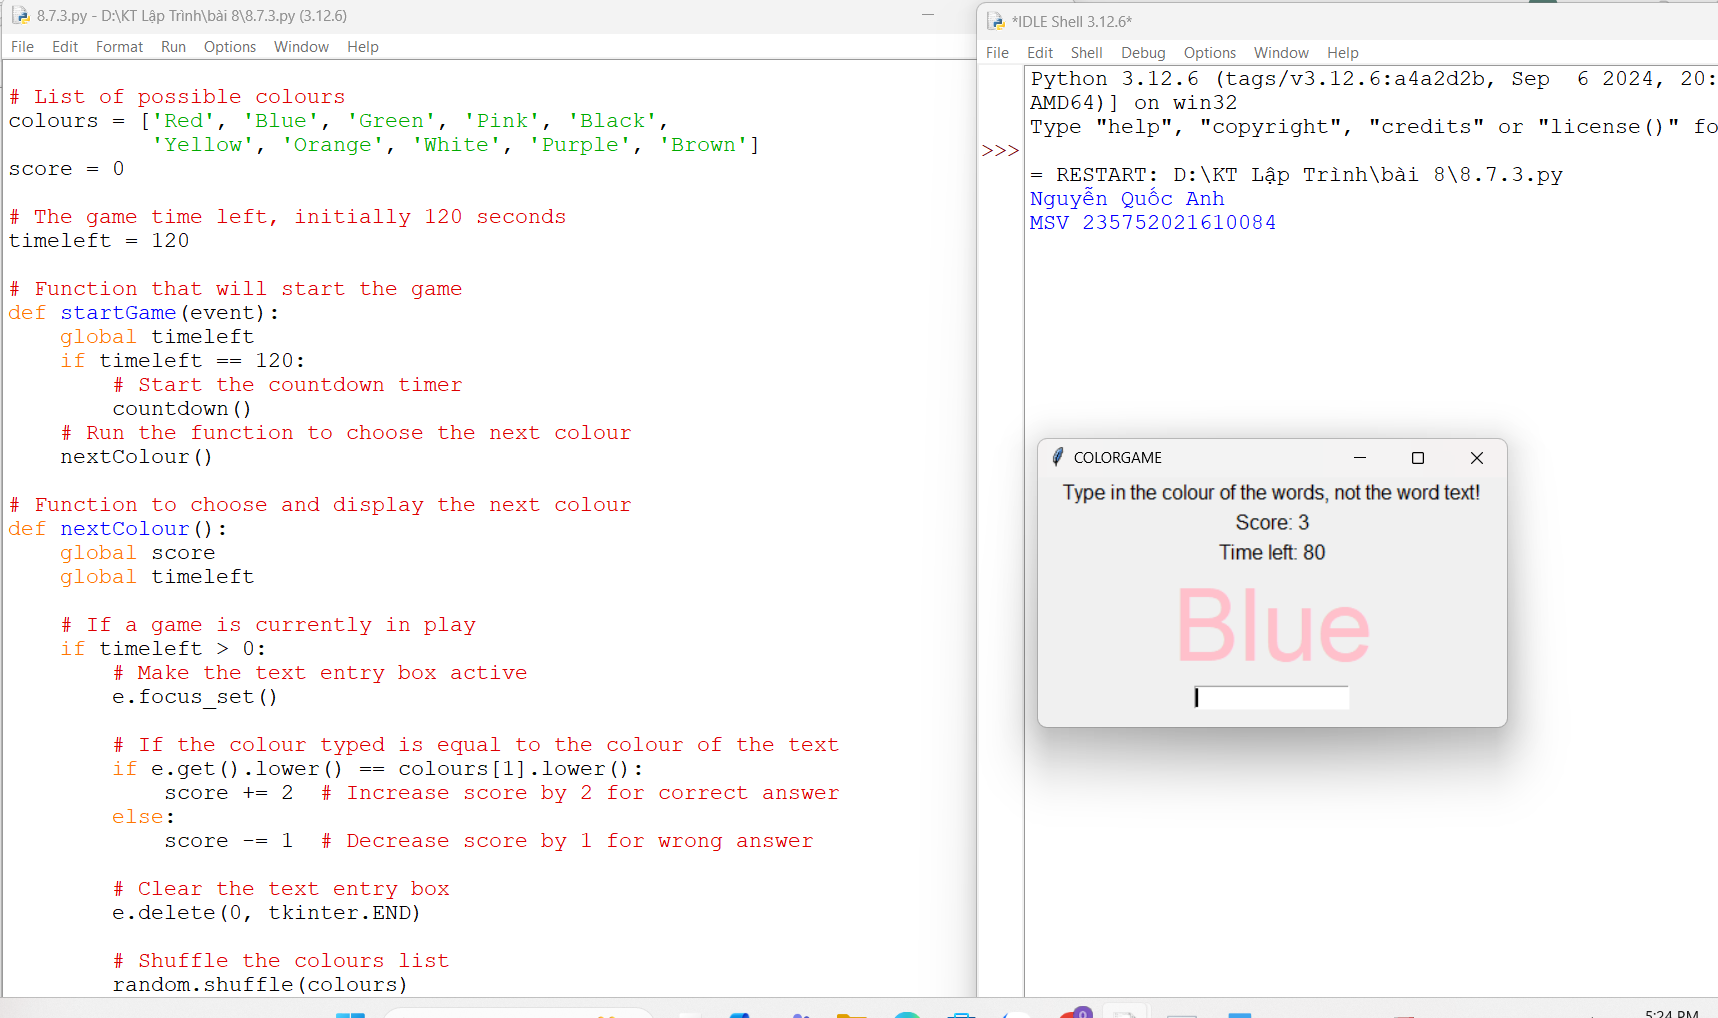 8.7.3.py - D:\KT Lập Trình\bài 8\8.7.3.py (3.12.6)
File Edit Format Run Options Window Help
# List of possible colours
colours = ['Red', 'Blue', 'Green', 'Pink', 'Black',
'Yellow', 'Orange', 'White', 'Purple', 'Brown']
score = 0
# The game time left, initially 120 seconds
timeleft = 120
# Function that will start the game
def startGame(event):
global timeleft
if timeleft == 120:
# Start the countdown timer
countdown()
# Run the function to choose the next colour
nextColour()
# Function to choose and display the next colour
def nextColour():
global score
global timeleft
# If a game is currently in play
if timeleft > 0:
# Make the text entry box active
e.focus_set()
# If the colour typed is equal to the colour of the text
if e.get().lower() == colours[1].lower():
score += 2  # Increase score by 2 for correct answer
else:
score -= 1  # Decrease score by 1 for wrong answer
# Clear the text entry box
e.delete(0, tkinter.END)
# Shuffle the colours list
random.shuffle(colours)
*IDLE Shell 3.12.6*
File Edit Shell Debug Options Window Help
Python 3.12.6 (tags/v3.12.6:a4a2d2b, Sep  6 2024, 20:
AMD64)] on win32
Type "help", "copyright", "credits" or "license()" fo
>>>
= RESTART: D:\KT Lập Trình\bài 8\8.7.3.py
Nguyễn Quốc Anh
MSV 235752021610084
COLORGAME
Type in the colour of the words, not the word text!
Score: 3
Time left: 80
Blue
5:24 PM